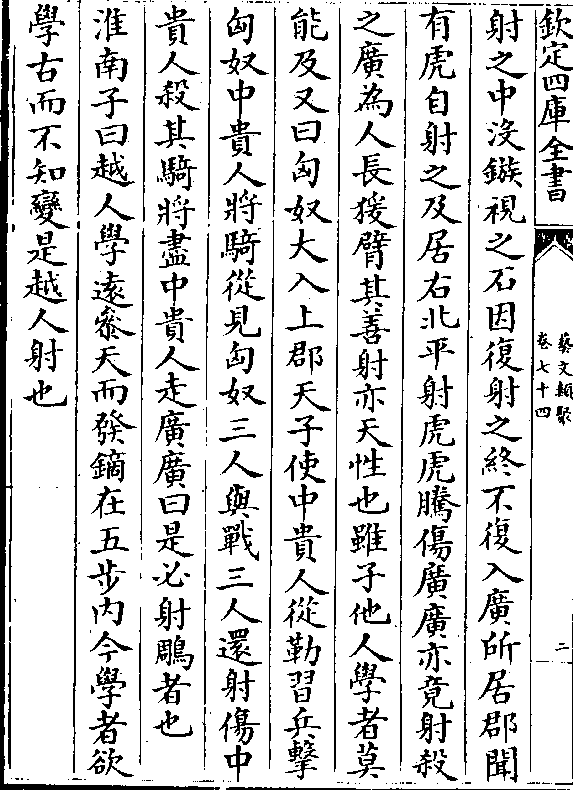 欽定四庫全書
藝文類聚
卷七十四
二
射之中沒鏃視之石因復射之終不復入廣所居郡聞
有虎自射之及居右北平射虎虎騰傷廣廣亦竟射殺
之廣為人長猨臂其善射亦天性也雖子他人學者莫
能及又曰匈奴大入上郡天子使中貴人從勒習兵擊
匈奴中貴人將騎從見匈奴三人與戰三人還射傷中
貴人殺其騎將盡中貴人走廣廣曰是必射鵰者也
淮南子曰越人學遠叅天而發鏑在五步內今學者欲
學古而不知變是越人射也